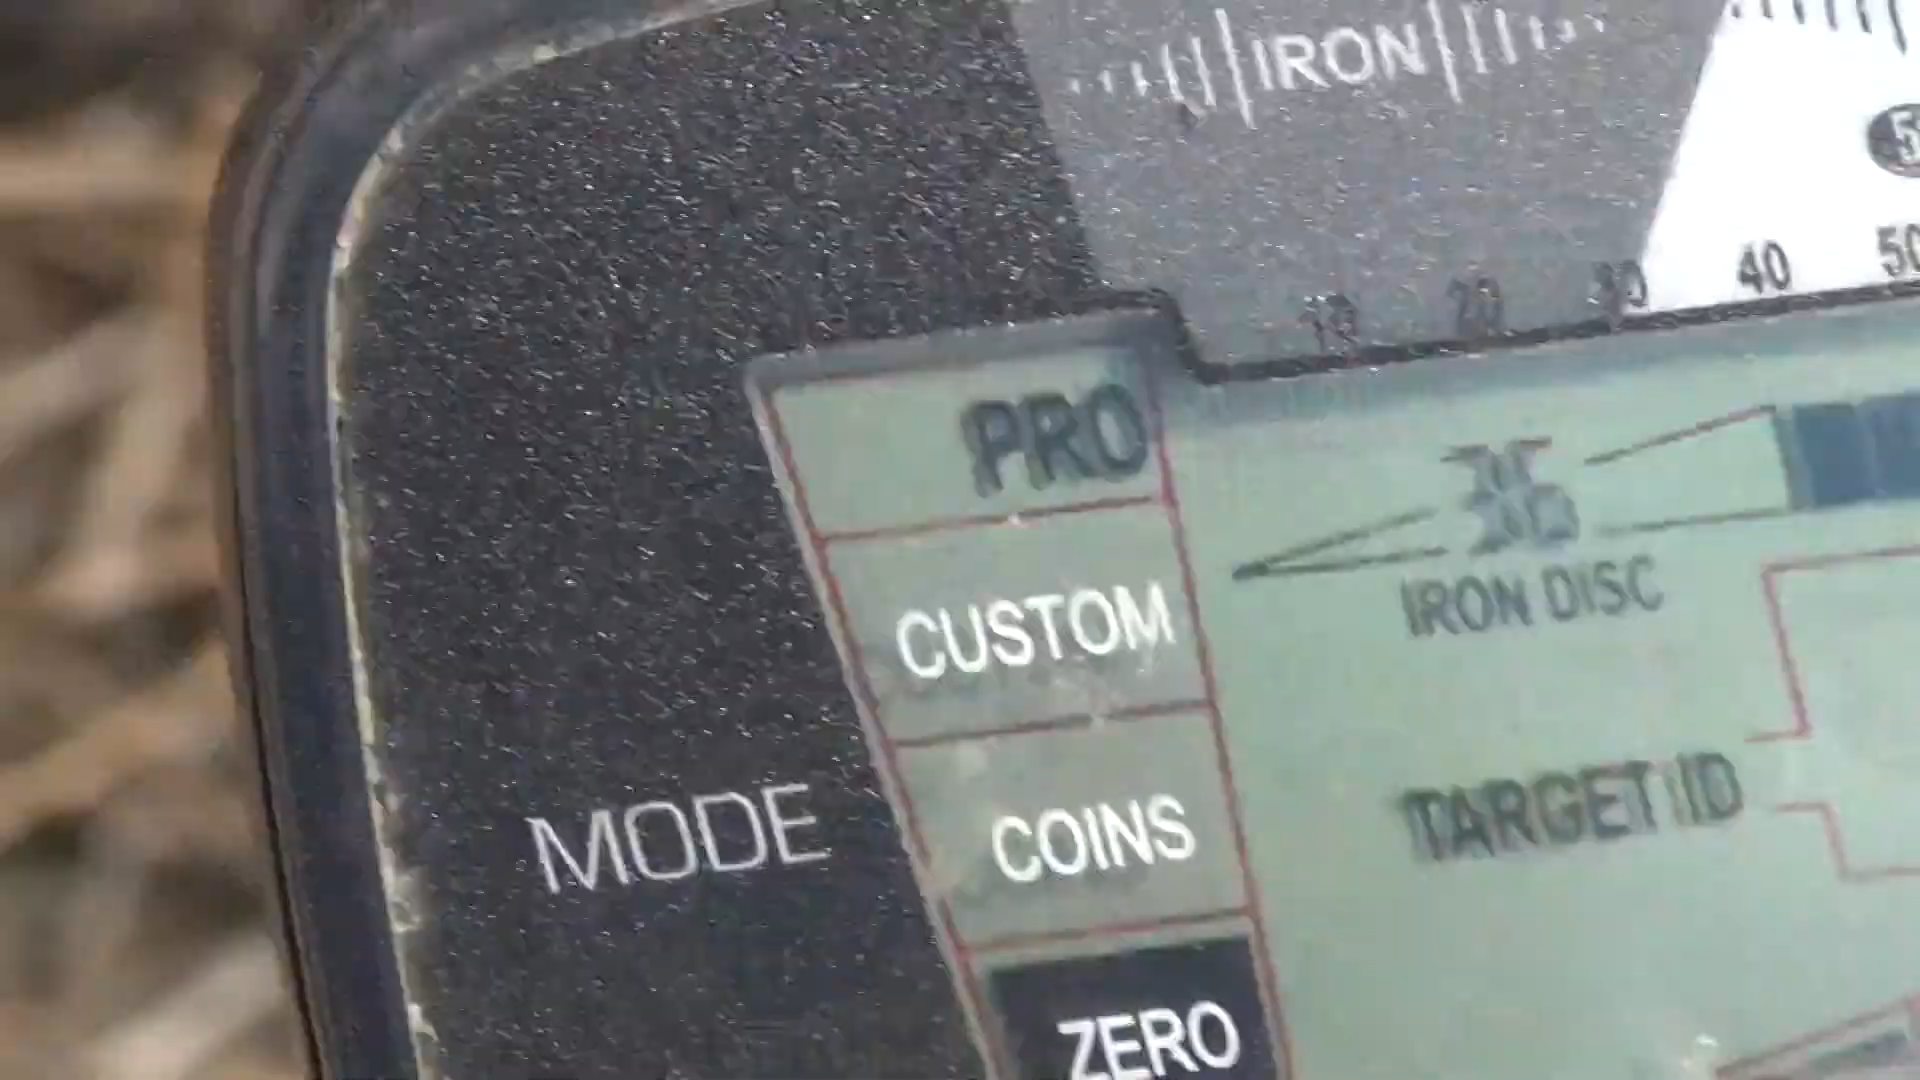 IRON
10 20 30 40 50
PRO
CUSTOM
IRON DISC
MODE
COINS
TARGET ID
ZERO